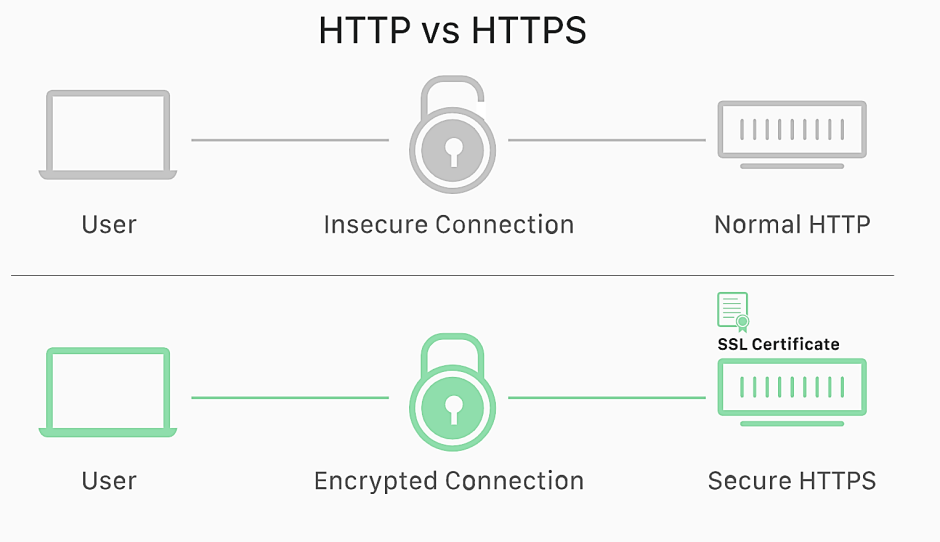 HTTP vs HTTPS
User
Insecure Connection
Normal HTTP
SSL Certificate
User
Encrypted Connection
Secure HTTPS